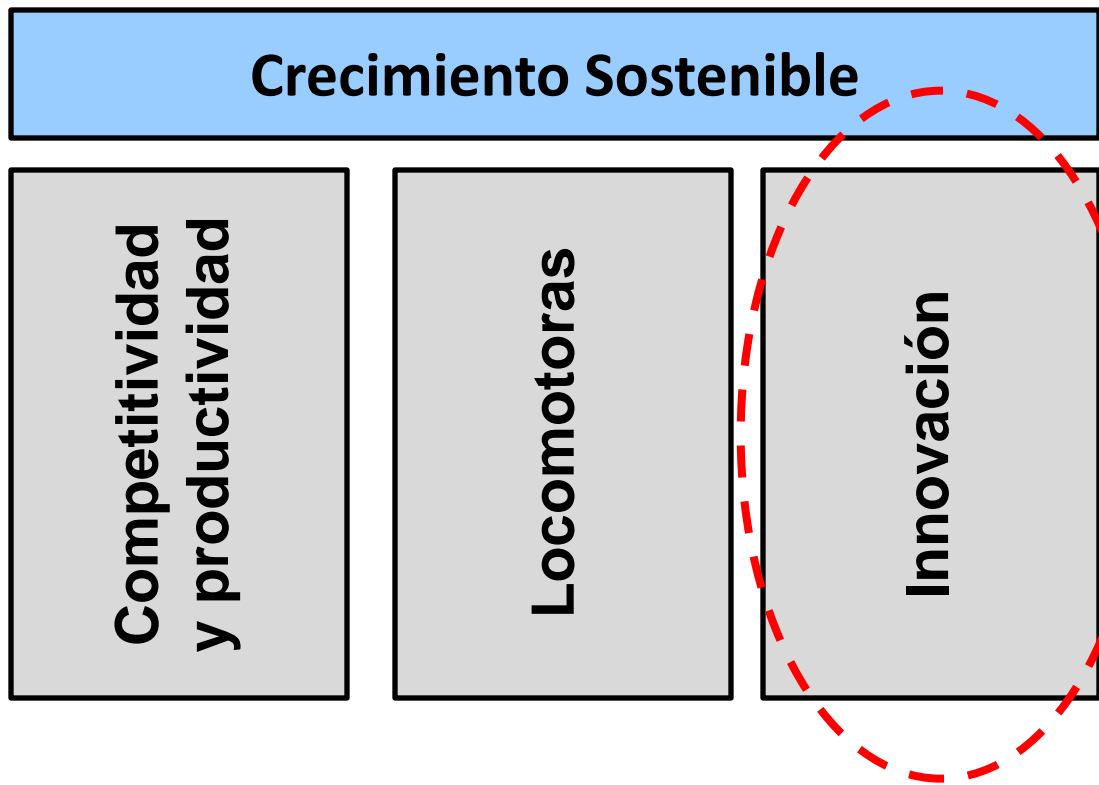 Crecimiento Sostenible
Competitividad
y productividad
Locomotoras
Innovación